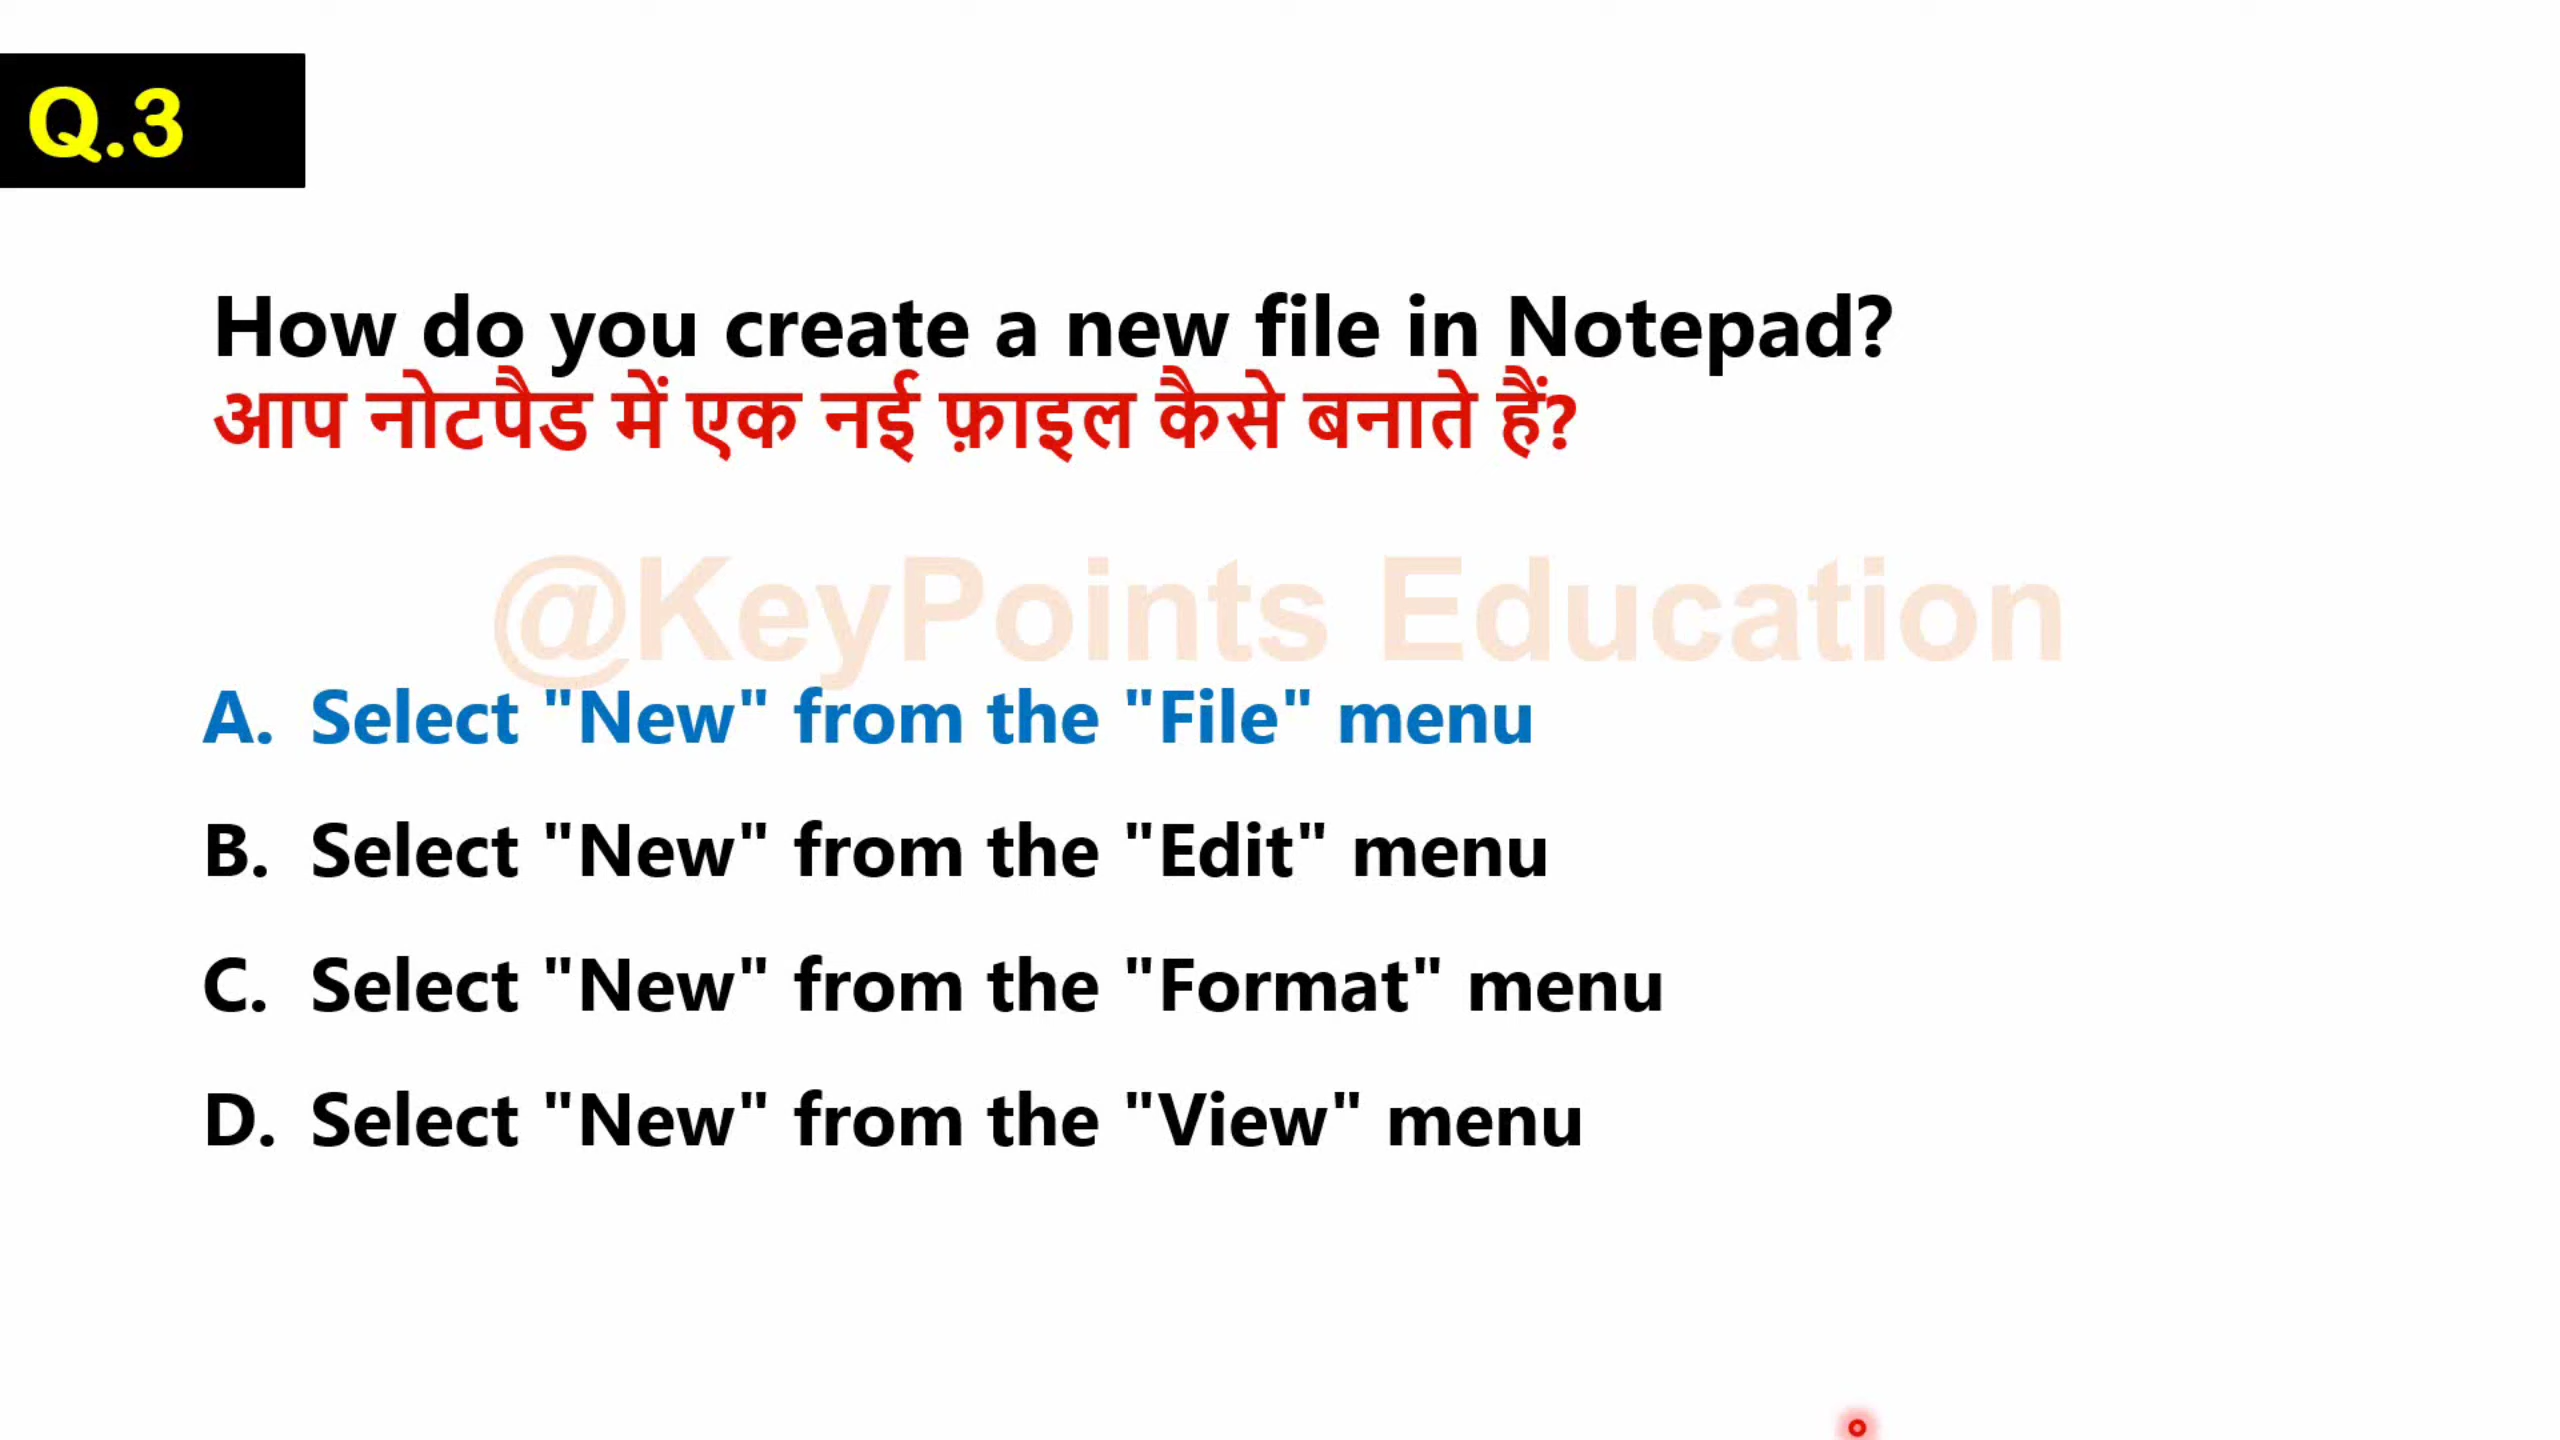 Q.3
How do you create a new file in Notepad?
आप नोटपैड में एक नई फ़ाइल कैसे बनाते हैं?
@KeyPoints Education
A. Select "New" from the "File" menu
B. Select "New" from the "Edit" menu
C. Select "New" from the "Format" menu
D. Select "New" from the "View" menu